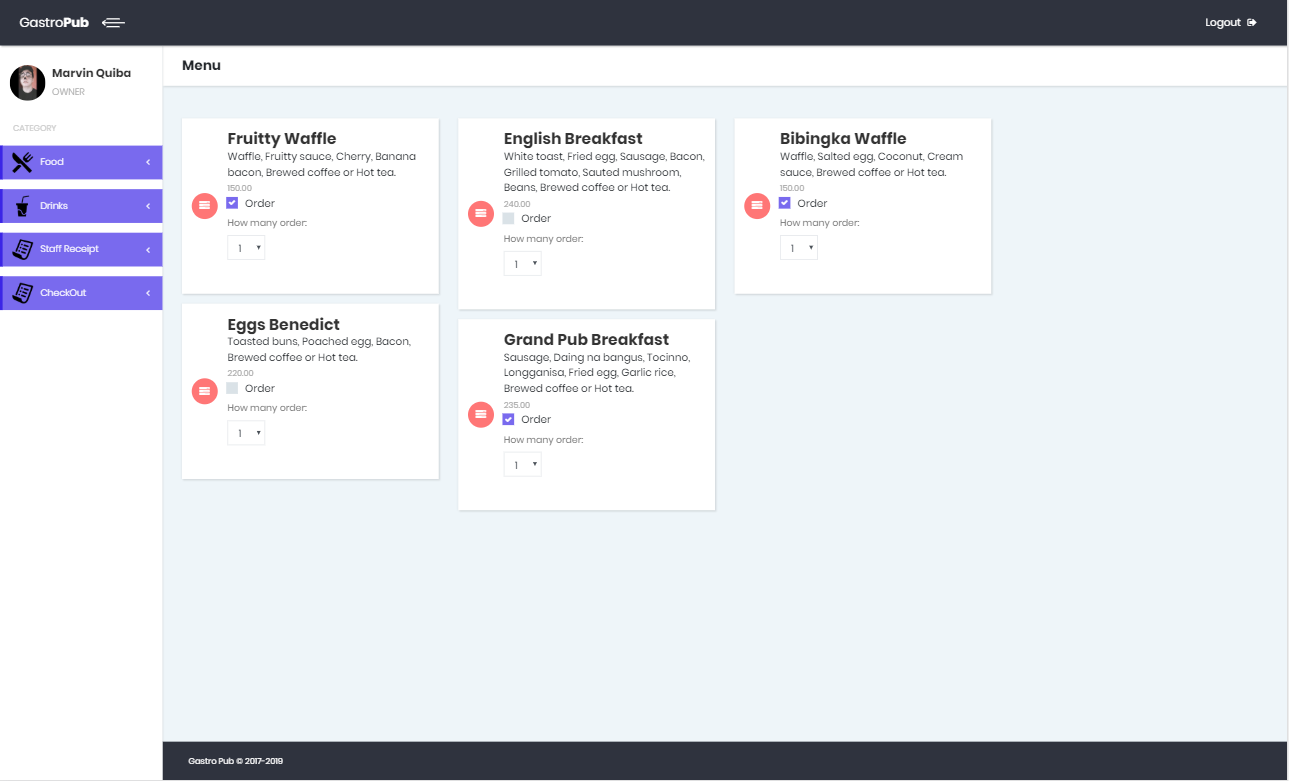 GastroPub
Logout
Marvin Quiba
OWNER
CATEGORY
Food
Drinks
Staff Receipt
CheckOut
Menu
Fruitty Waffle
Waffle, Fruitty sauce, Cherry, Banana
bacon, Brewed coffee or Hot tea.
150.00
Order
How many order:
1
English Breakfast
White toast, Fried egg, Sausage, Bacon,
Grilled tomato, Sauted mushroom,
Beans, Brewed coffee or Hot tea.
240.00
Order
How many order:
1
Bibingka Waffle
Waffle, Salted egg, Coconut, Cream
sauce, Brewed coffee or Hot tea.
150.00
Order
How many order:
1
Eggs Benedict
Toasted buns, Poached egg, Bacon,
Brewed coffee or Hot tea.
220.00
Order
How many order:
1
Grand Pub Breakfast
Sausage, Daing na bangus, Tocinno,
Longganisa, Fried egg, Garlic rice,
Brewed coffee or Hot tea.
235.00
Order
How many order:
1
Gastro Pub © 2017-2019